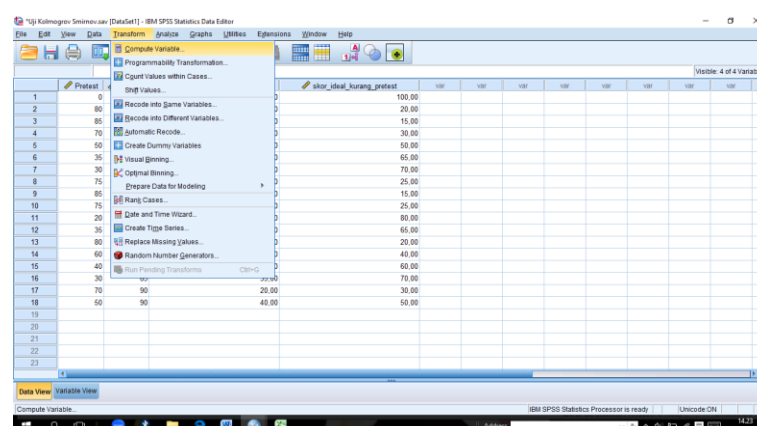 *Uji Kolmogrov Smirnov.sav [DataSet1] - IBM SPSS Statistics Data Editor
File Edit View Data Transform Analyze Graphs Utilities Extensions Window Help
Compute Variable...
Programmability Transformation...
Count Values within Cases...
Shift Values...
Recode into Same Variables...
Recode into Different Variables...
Automatic Recode...
Create Dummy Variables
Visual Binning...
Optimal Binning...
Prepare Data for Modeling
Rank Cases...
Date and Time Wizard...
Create Time Series...
Replace Missing Values...
Random Number Generators...
Run Pending Transforms Ctrl+G
Visible: 4 of 4 Variab
Pretest skor_ideal_kurang_pretest var var var var var var var
1 0 100,00
2 80 20,00
3 85 15,00
4 70 30,00
5 50 50,00
6 35 65,00
7 30 70,00
8 75 25,00
9 85 15,00
10 75 25,00
11 20 80,00
12 35 65,00
13 80 20,00
14 60 40,00
15 40 60,00
16 30 70,00
17 70 90 20,00 30,00
18 50 90 40,00 50,00
19
20
21
22
23
Data View Variable View
Compute Variable... IBM SPSS Statistics Processor is ready Unicode:ON
Address 14.23